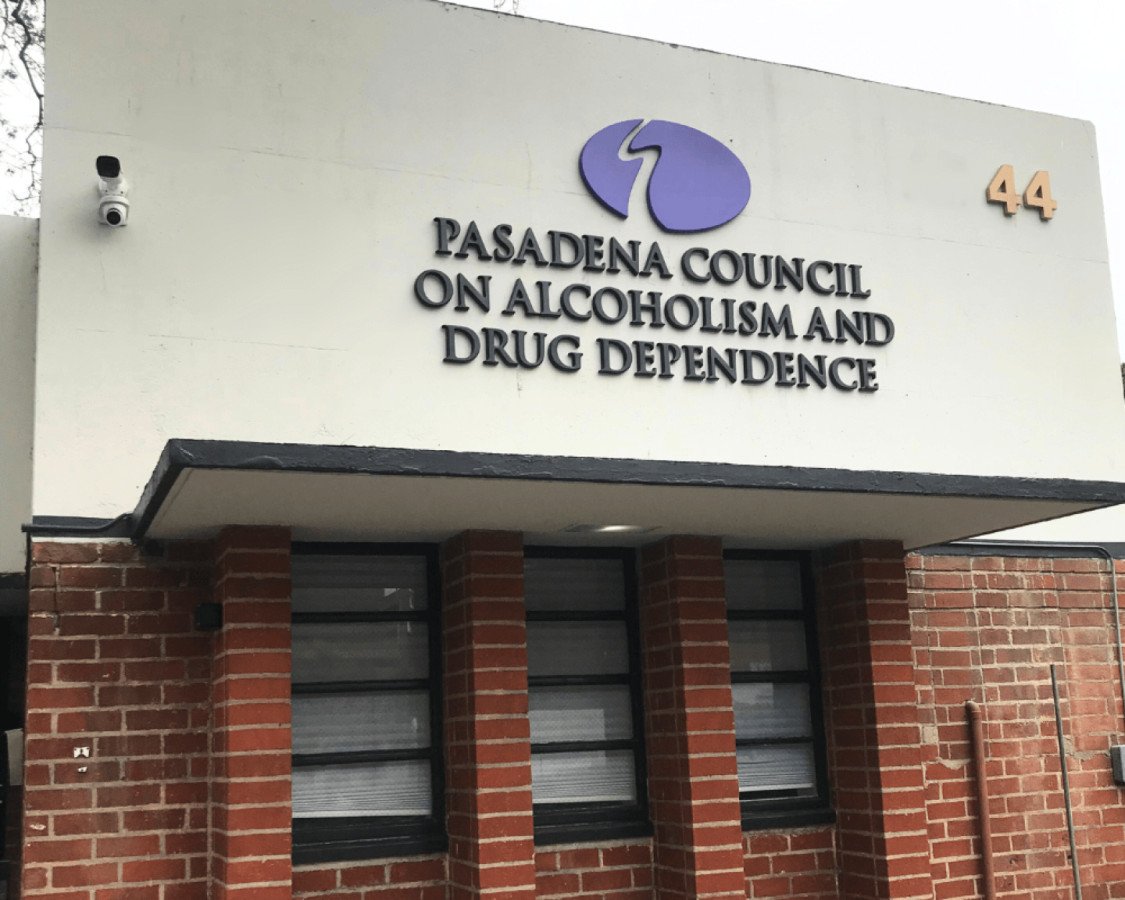 44
PASADENA COUNCIL
ON ALCOHOLISM AND
DRUG DEPENDENCE